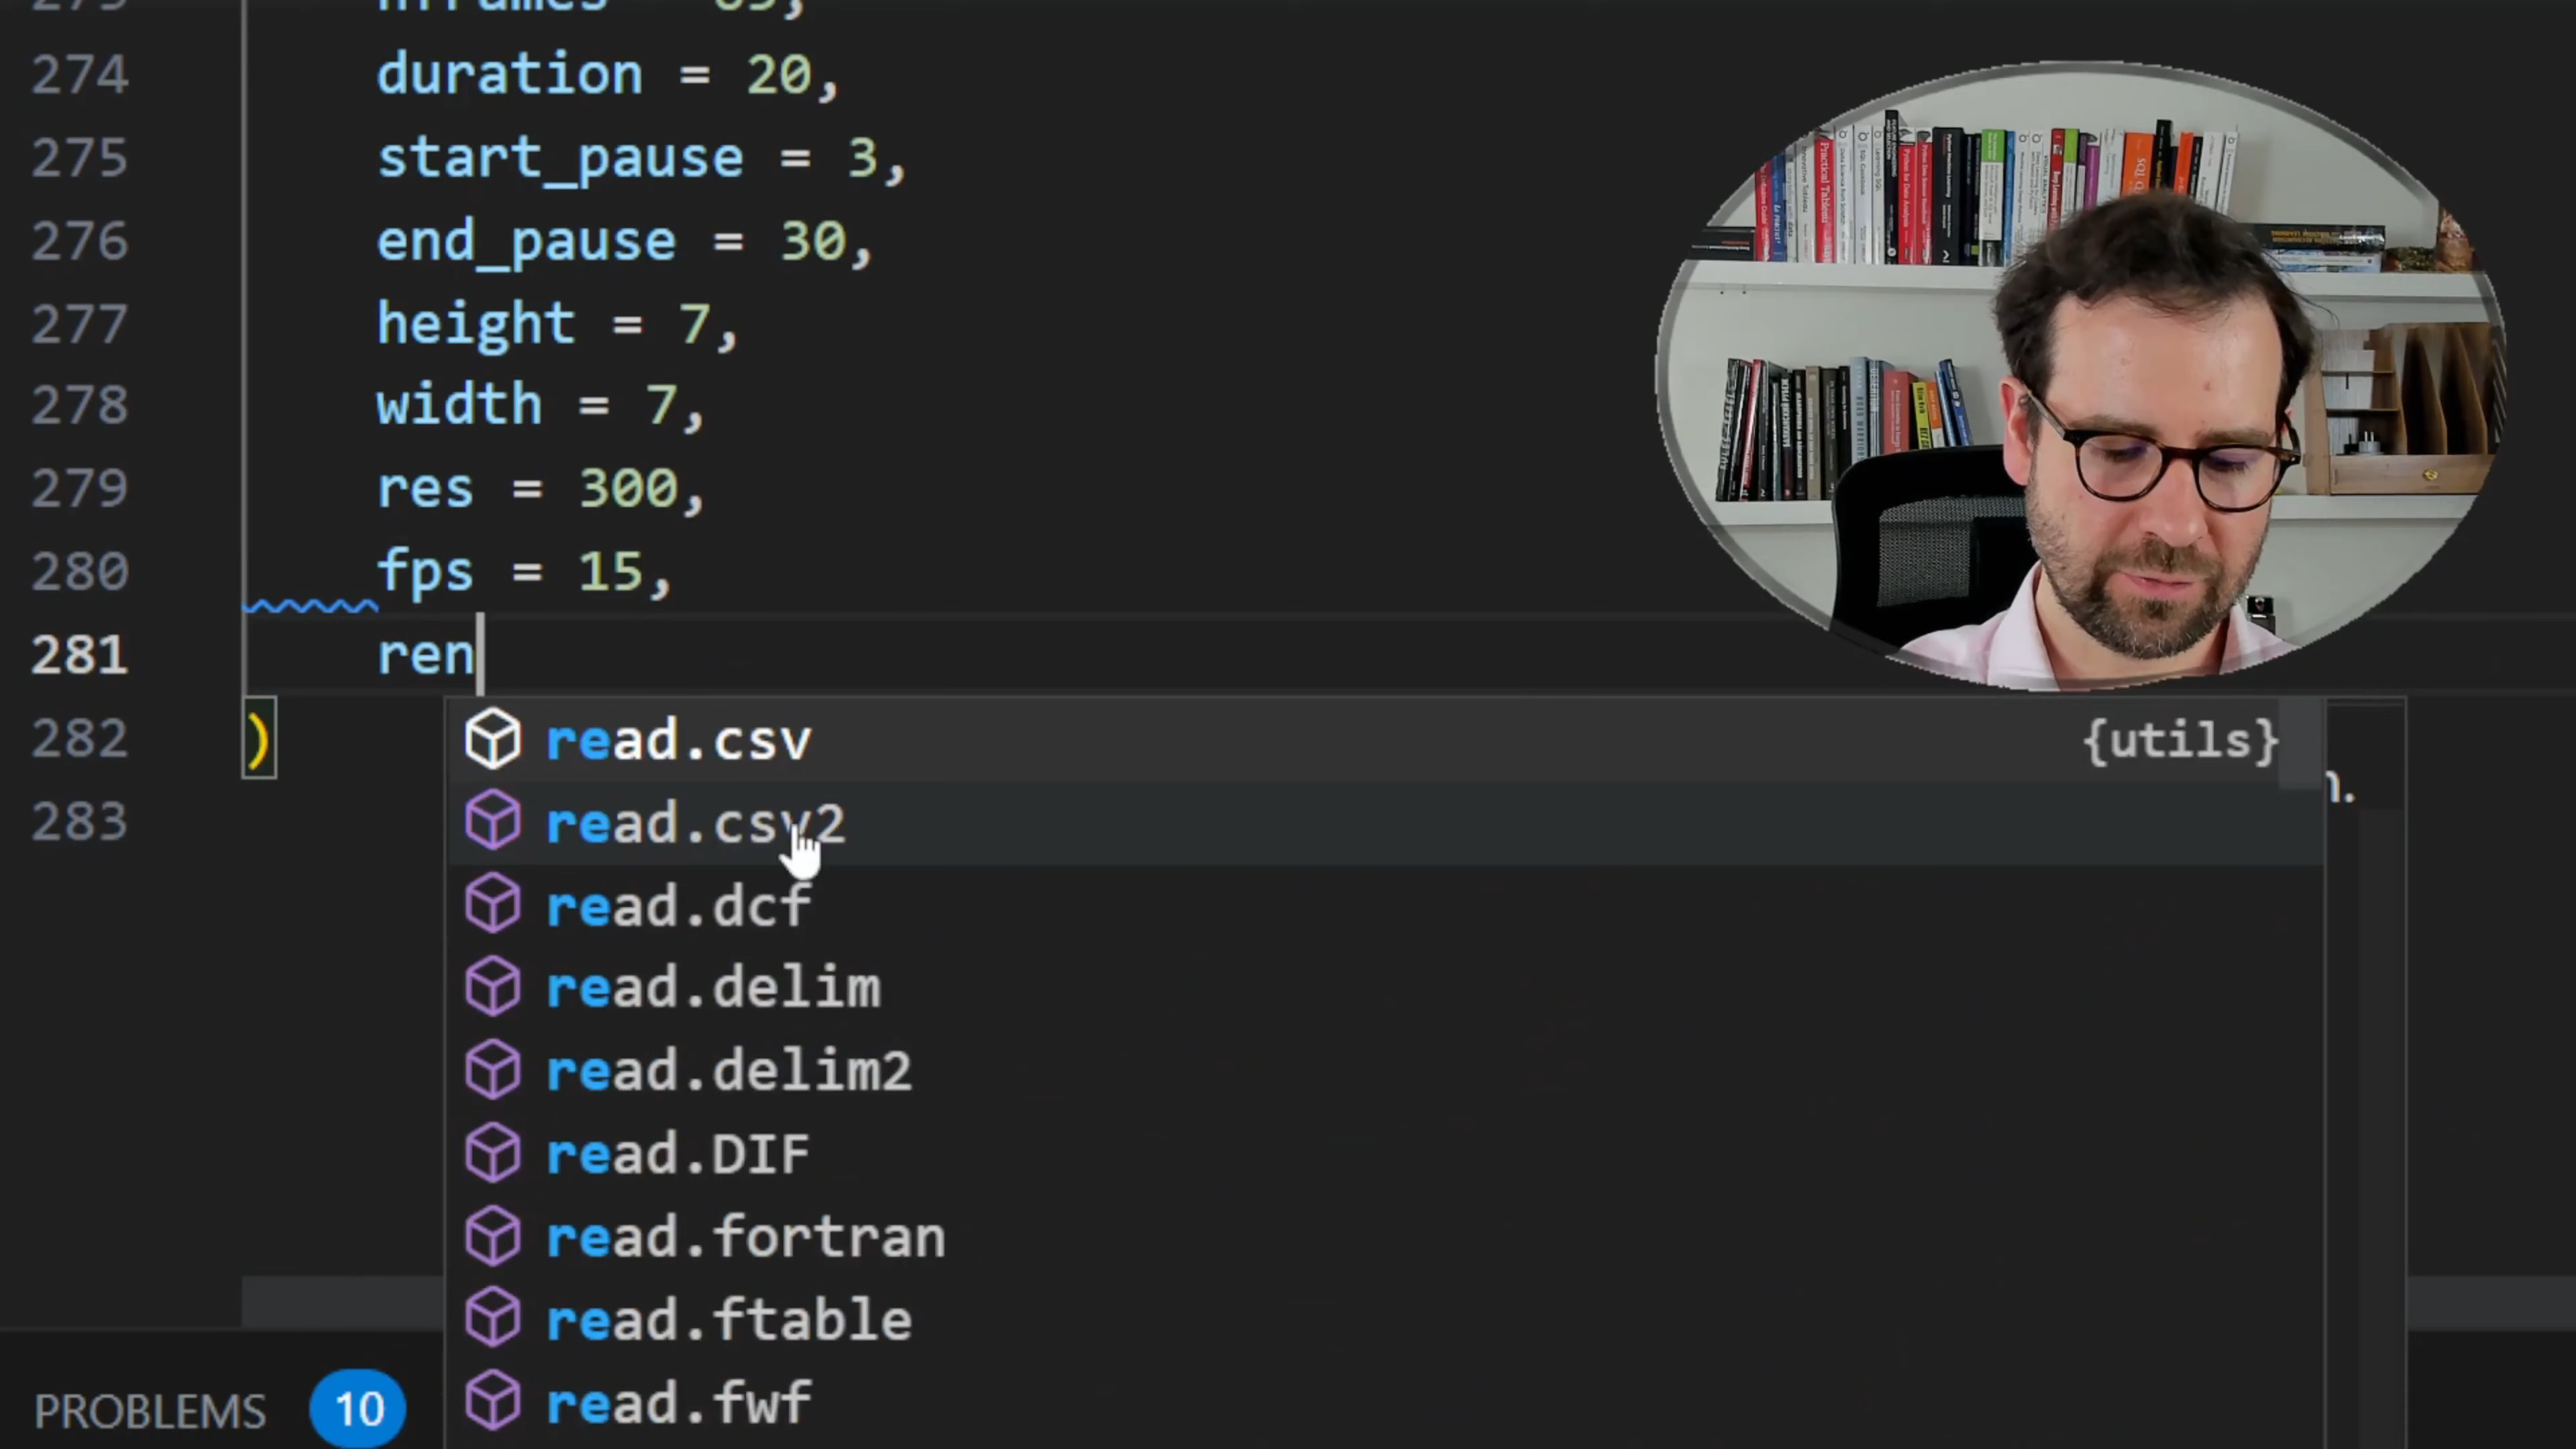 274 duration = 20,
275 start_pause = 3,
276 end_pause = 30,
277 height = 7,
278 width = 7,
279 res = 300,
280 fps = 15,
281 ren
282 )
283
read.csv {utils}
read.csv2
read.dcf
read.delim
read.delim2
read.DIF
read.fortran
read.ftable
read.fwf
PROBLEMS 10